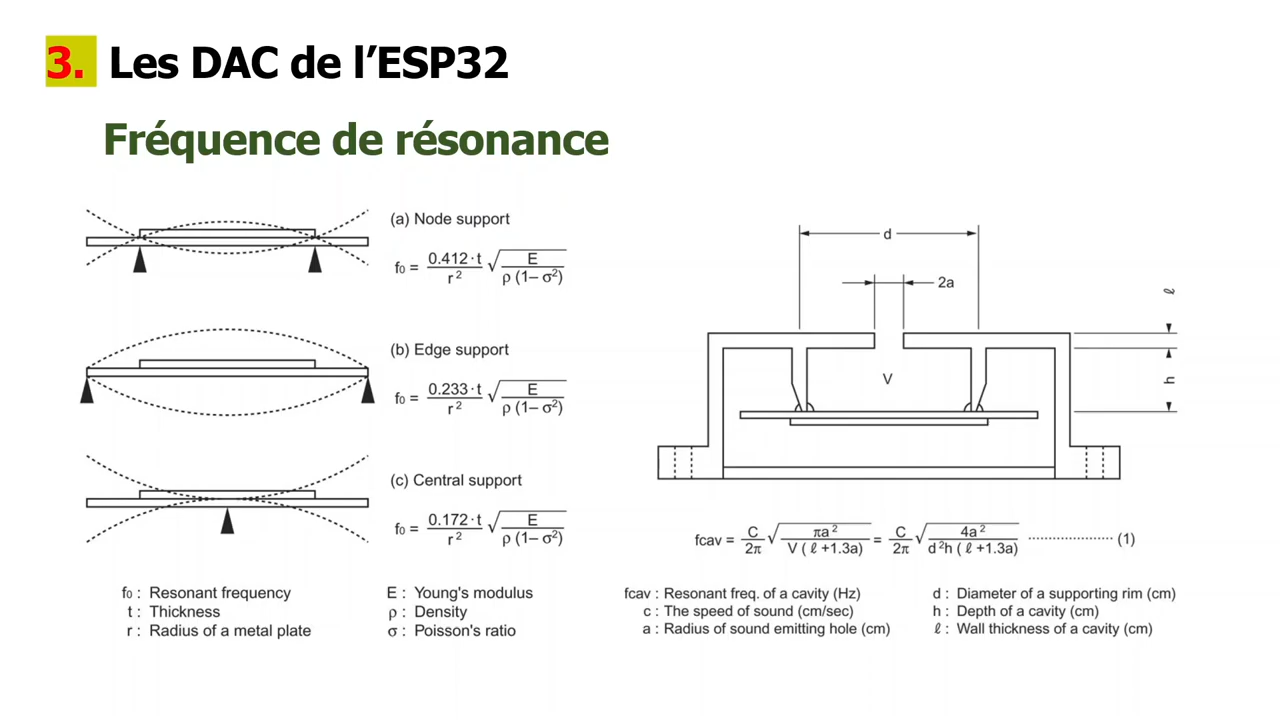 3. Les DAC de l’ESP32
Fréquence de résonance
(a) Node support
f₀ = 0.412·t / r² √ E / ρ (1– σ²)
(b) Edge support
f₀ = 0.233·t / r² √ E / ρ (1–σ²)
(c) Central support
f₀ = 0.172·t / r² √ E / ρ (1–σ²)
f₀ : Resonant frequency
t : Thickness
r : Radius of a metal plate
E : Young's modulus
ρ : Density
σ : Poisson's ratio
d
2a
ℓ
V
h
fcav = C / 2π √ πa² / V ( ℓ +1.3a) = C / 2π √ 4a² / d²h ( ℓ +1.3a) ........................ (1)
fcav : Resonant freq. of a cavity (Hz)
c : The speed of sound (cm/sec)
a : Radius of sound emitting hole (cm)
d : Diameter of a supporting rim (cm)
h : Depth of a cavity (cm)
ℓ : Wall thickness of a cavity (cm)